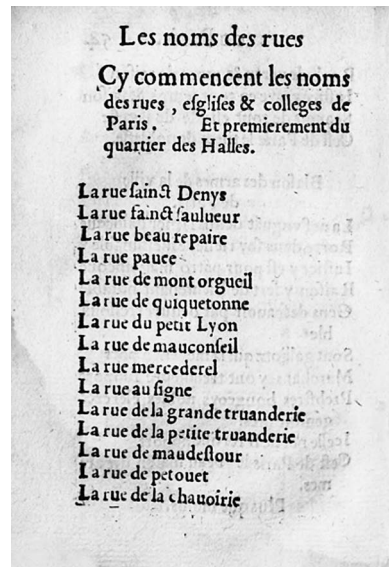 Les noms des rues
Cy commencent les noms
des rues , eſgliſes & colleges de
Paris . Et premierement du
quartier des Halles.
La rue ſainct Denys
La rue ſainct ſaulueur
La rue beau repaire
La rue pauce
La rue de mont orgueil
La rue de quiquetonne
La rue du petit Lyon
La rue de mauconſeil
La rue mercederel
La rue au ſigne
La rue de la grande truanderie
La rue de la petite truanderie
La rue de maudeſtour
La rue de petouet
La rue de la chauoirie